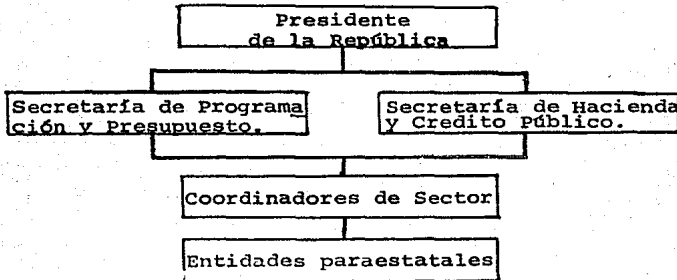 Presidente
de la República
Secretaría de Programa
ción y Presupuesto.
Secretaría de Hacienda
y Credito Público.
Coordinadores de Sector
Entidades paraestatales